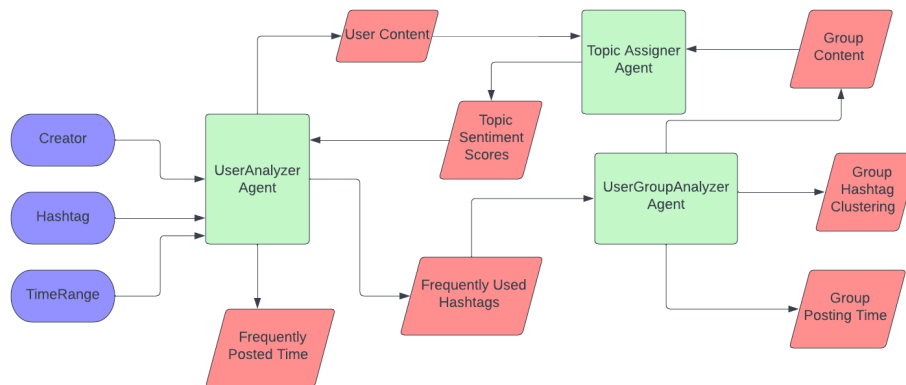 User Content
Topic Assigner
Agent
Group
Content
Creator
Hashtag
TimeRange
UserAnalyzer
Agent
Topic
Sentiment
Scores
UserGroupAnalyzer
Agent
Group
Hashtag
Clustering
Frequently Used
Hashtags
Frequently
Posted Time
Group
Posting Time